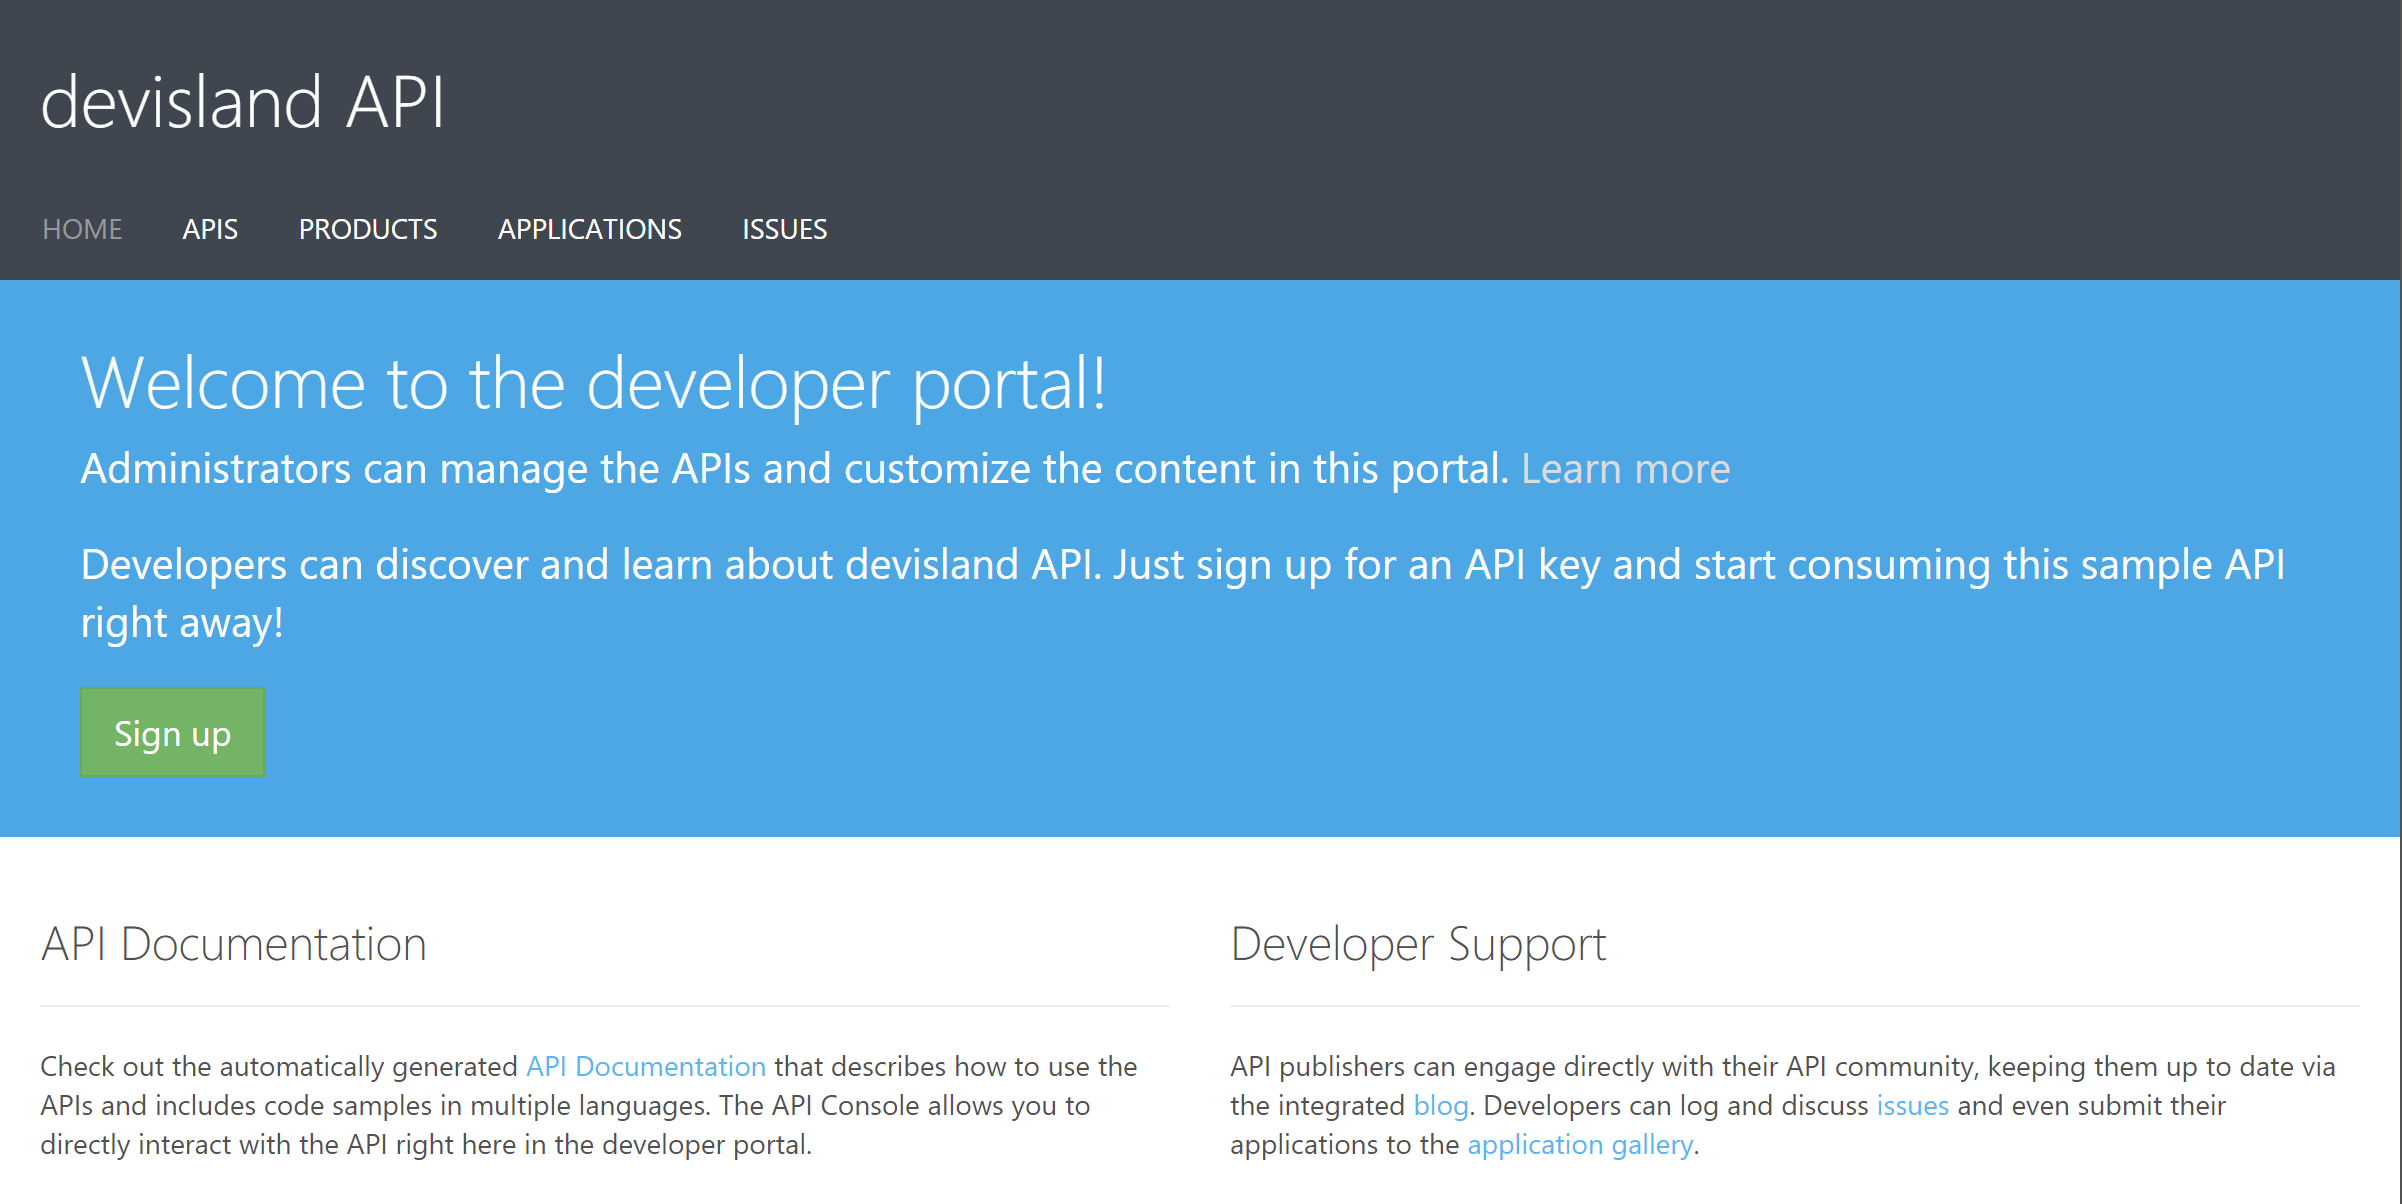 devisland API
HOME APIS PRODUCTS APPLICATIONS ISSUES
Welcome to the developer portal!
Administrators can manage the APIs and customize the content in this portal. Learn more
Developers can discover and learn about devisland API. Just sign up for an API key and start consuming this sample API
right away!
Sign up
API Documentation
Check out the automatically generated API Documentation that describes how to use the
APIs and includes code samples in multiple languages. The API Console allows you to
directly interact with the API right here in the developer portal.
Developer Support
API publishers can engage directly with their API community, keeping them up to date via
the integrated blog. Developers can log and discuss issues and even submit their
applications to the application gallery.